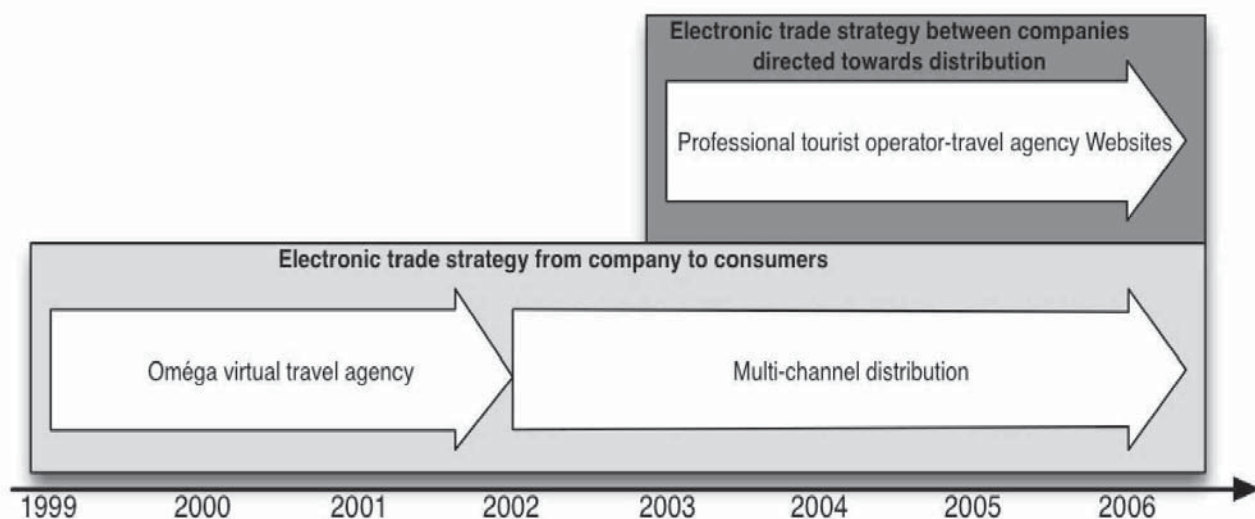 Electronic trade strategy between companies
directed towards distribution
Professional tourist operator-travel agency Websites
Electronic trade strategy from company to consumers
Oméga virtual travel agency
Multi-channel distribution
1999 2000 2001 2002 2003 2004 2005 2006